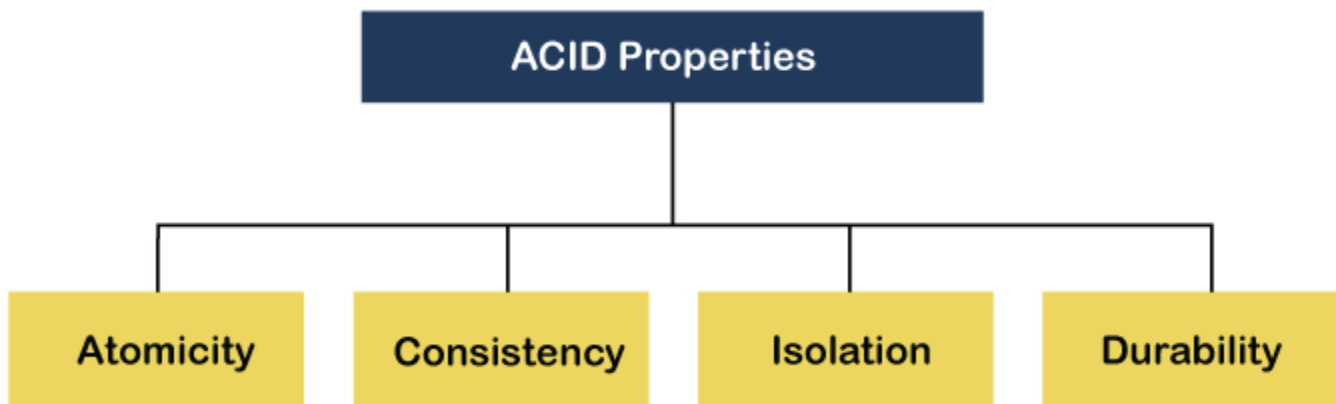 ACID Properties
Atomicity
Consistency
Isolation
Durability